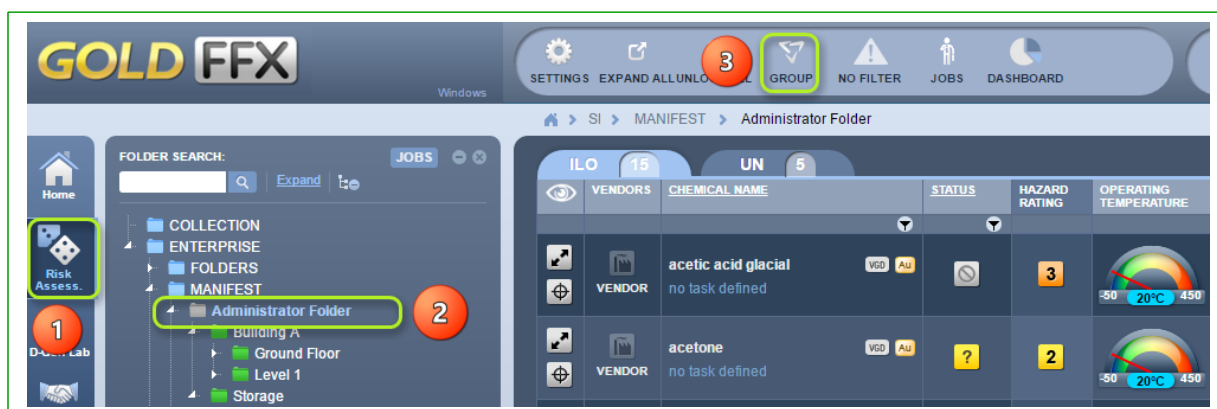 GOLD FFX
Windows
SETTINGS EXPAND ALL GROUP NO FILTER JOBS DASHBOARD
3
SI > MANIFEST > Administrator Folder
Home
Risk Assess.
1
Lab
FOLDER SEARCH: JOBS
Expand
COLLECTION
ENTERPRISE
FOLDERS
MANIFEST
Administrator Folder
2
Building A
Ground Floor
Level 1
Storage
ILO 15 UN 5
VENDORS CHEMICAL NAME STATUS HAZARD RATING OPERATING TEMPERATURE
acetic acid glacial VGD Au
VENDOR no task defined
3
-50 20°C 450
acetone VGD Au
VENDOR no task defined
? 2
-50 20°C 450